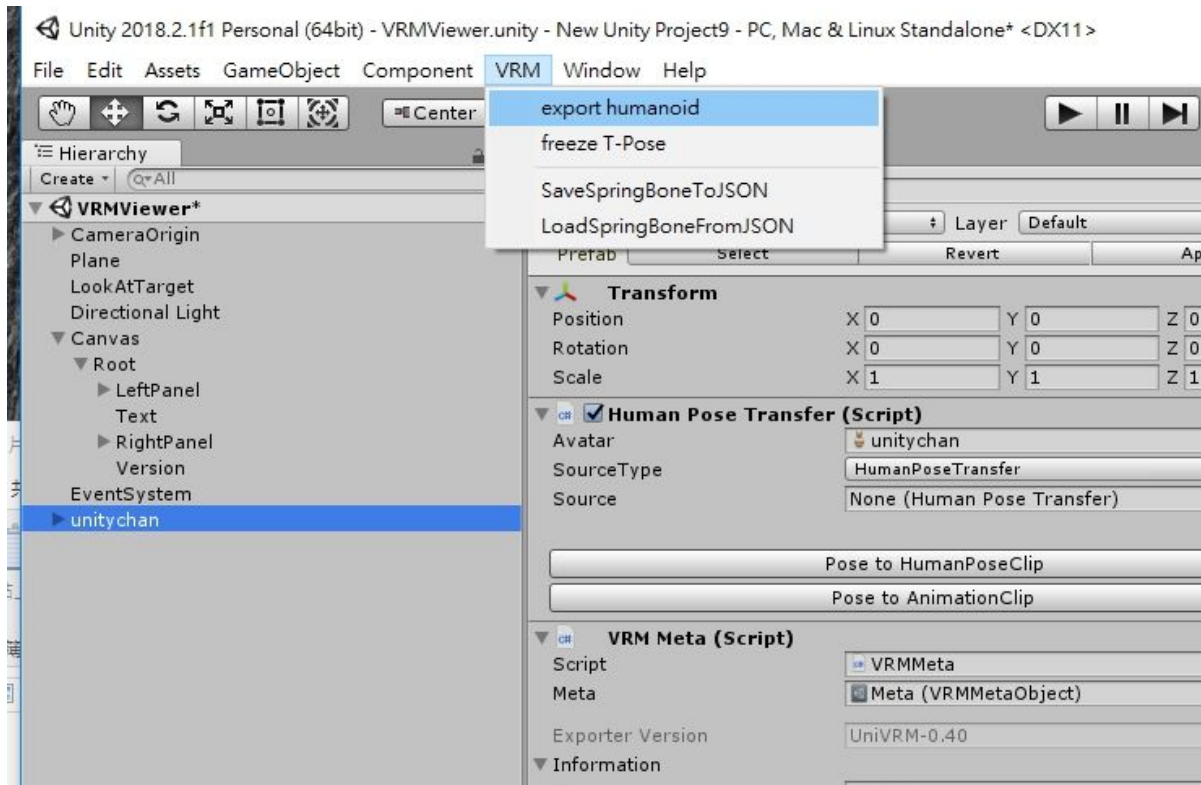 Unity 2018.2.1f1 Personal (64bit) - VRMViewer.unity - New Unity Project9 - PC, Mac & Linux Standalone* <DX11>
File Edit Assets GameObject Component VRM Window Help
Center
export humanoid
freeze T-Pose
SaveSpringBoneToJSON
LoadSpringBoneFromJSON
Hierarchy
Create All
VRMViewer*
CameraOrigin
Plane
LookAtTarget
Directional Light
Canvas
Root
LeftPanel
Text
RightPanel
Version
EventSystem
unitychan
Layer Default
Prefab Select Revert Ap
Transform
Position X 0 Y 0 Z 0
Rotation X 0 Y 0 Z 0
Scale X 1 Y 1 Z 1
Human Pose Transfer (Script)
Avatar unitychan
SourceType HumanPoseTransfer
Source None (Human Pose Transfer)
Pose to HumanPoseClip
Pose to AnimationClip
VRM Meta (Script)
Script VRMMeta
Meta Meta (VRMMetaObject)
Exporter Version UniVRM-0.40
Information